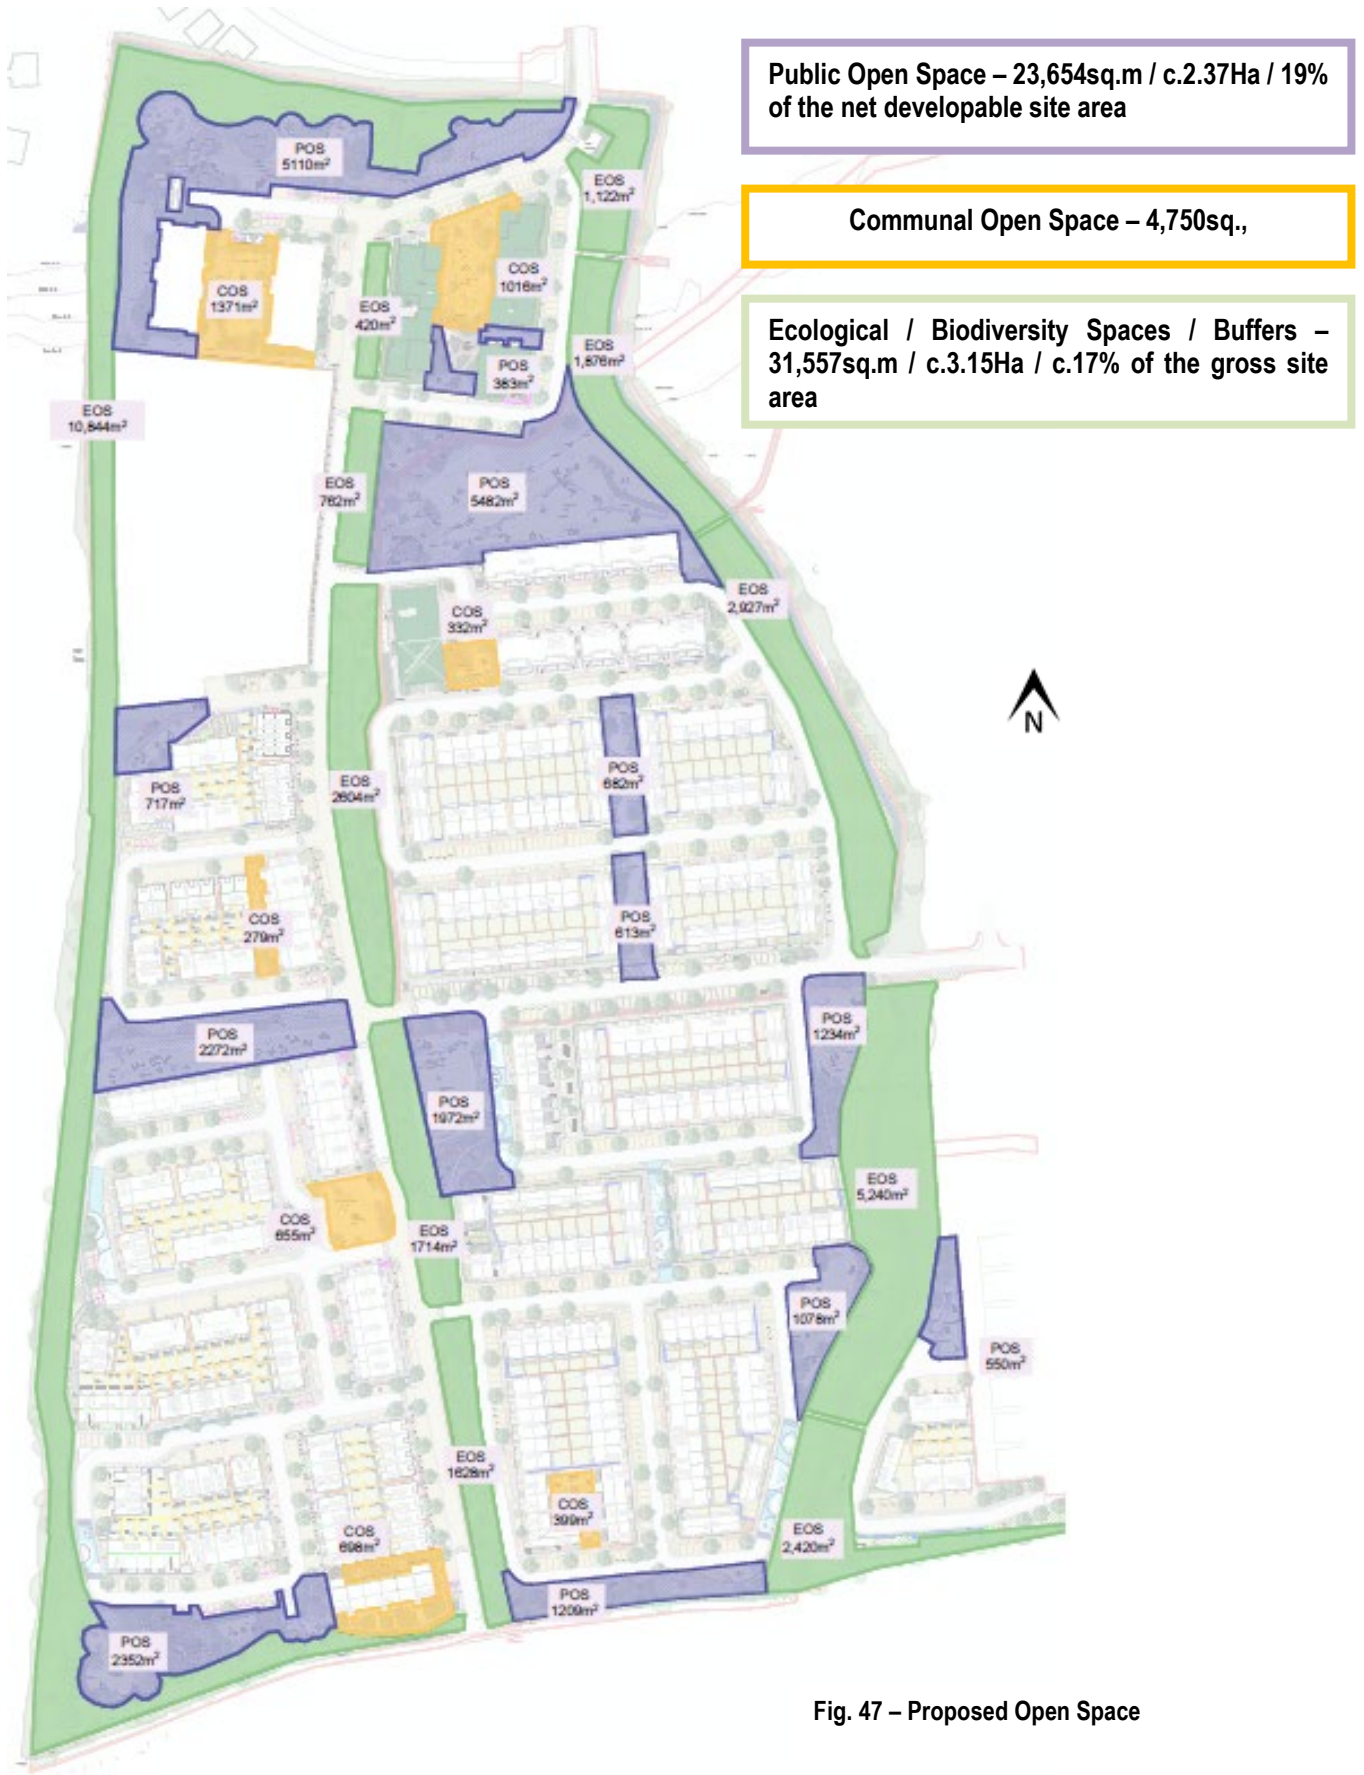 Public Open Space – 23,654sq.m / c.2.37Ha / 19%
of the net developable site area
Communal Open Space – 4,750sq.,
Ecological / Biodiversity Spaces / Buffers –
31,557sq.m / c.3.15Ha / c.17% of the gross site
area
POS
5110m²
EOS
1,122m²
COS
1371m²
COS
1016m²
EOS
420m²
EOS
1,876m²
POS
383m²
EOS
10,844m²
EOS
762m²
POS
5482m²
EOS
2,927m²
COS
332m²
N
POS
717m²
EOS
2604m²
POS
682m²
COS
279m²
POS
613m²
POS
2272m²
POS
1234m²
POS
1972m²
EOS
5,240m²
COS
655m²
EOS
1714m²
POS
1078m²
POS
550m²
EOS
1628m²
COS
399m²
COS
698m²
EOS
2,420m²
POS
1209m²
POS
2352m²
Fig. 47 – Proposed Open Space